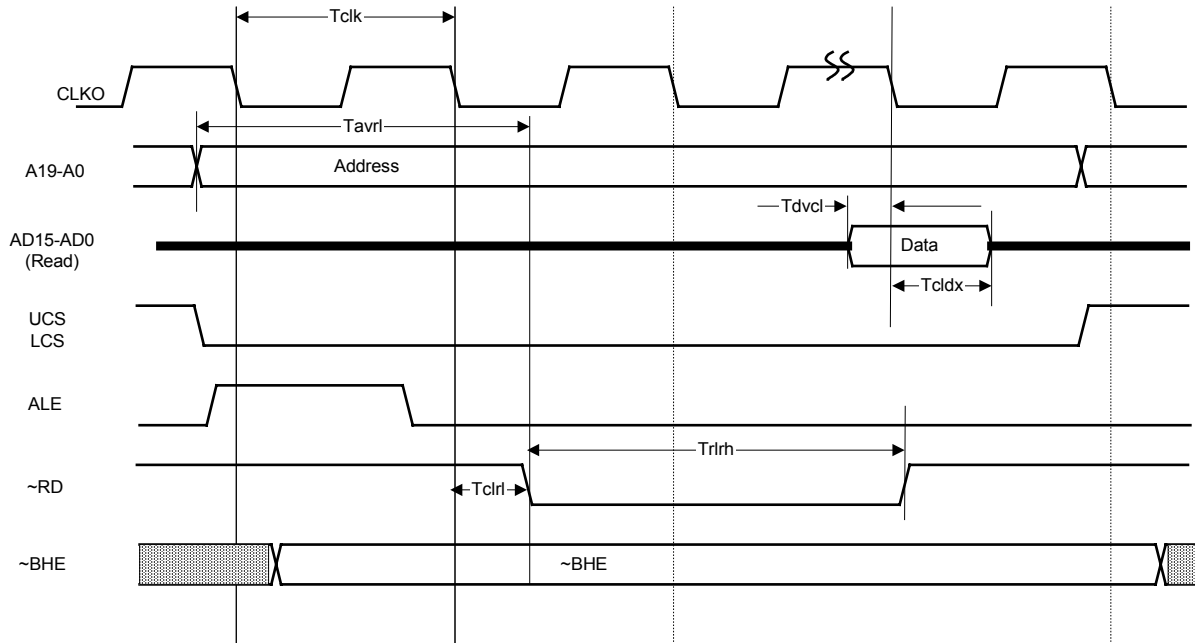 Tclk
CLKO
Tavrl
A19-A0
Address
Tdvcl
AD15-AD0
(Read)
Data
Tcldx
UCS
LCS
ALE
Trlrh
~RD
Tclrl
~BHE
~BHE